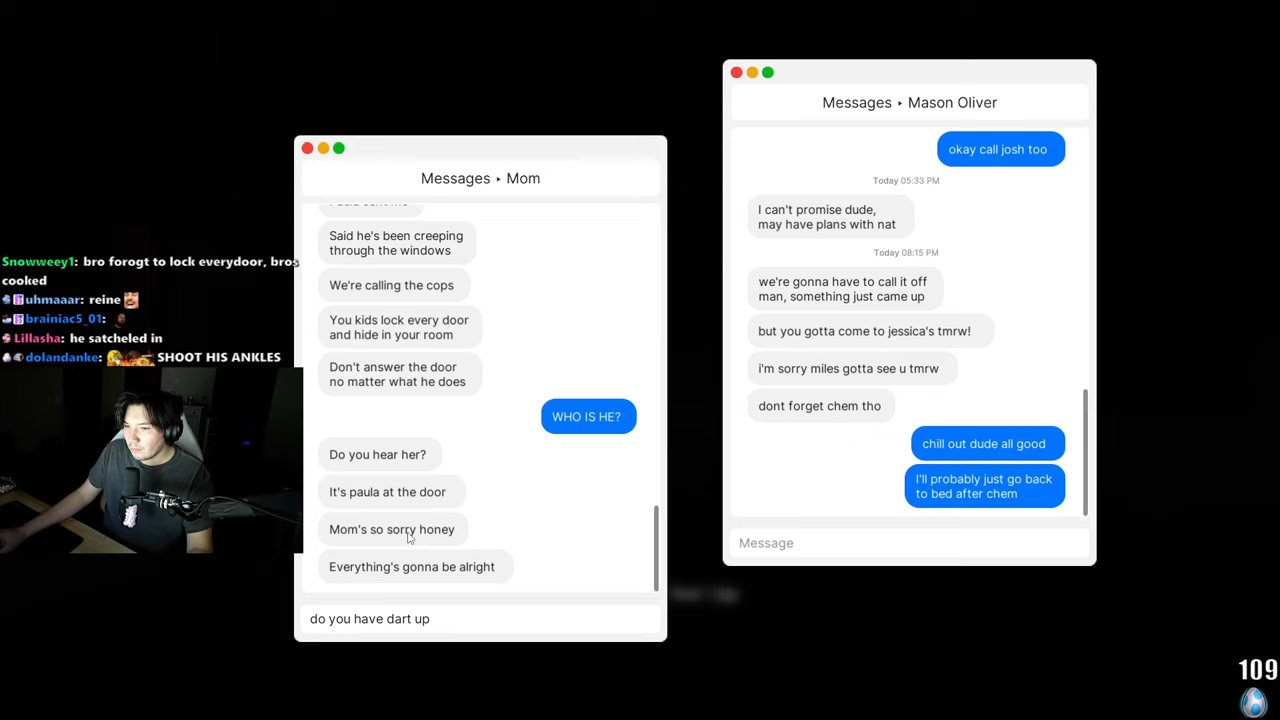 Messages ▸ Mom
Said he's been creeping
through the windows
We're calling the cops
You kids lock every door
and hide in your room
Don't answer the door
no matter what he does
WHO IS HE?
Do you hear her?
It's paula at the door
Mom's so sorry honey
Everything's gonna be alright
do you have dart up
Messages ▸ Mason Oliver
okay call josh too
Today 05:33 PM
I can't promise dude,
may have plans with nat
Today 08:15 PM
we're gonna have to call it off
man, something just came up
but you gotta come to jessica's tmrw!
i'm sorry miles gotta see u tmrw
dont forget chem tho
chill out dude all good
I'll probably just go back
to bed after chem
Message
Snowweey1: bro forogt to lock everydoor, bros
cooked
uhmaaar: reine
brainiac5_01:
Lillasha: he satcheled in
dolandanke: SHOOT HIS ANKLES
109